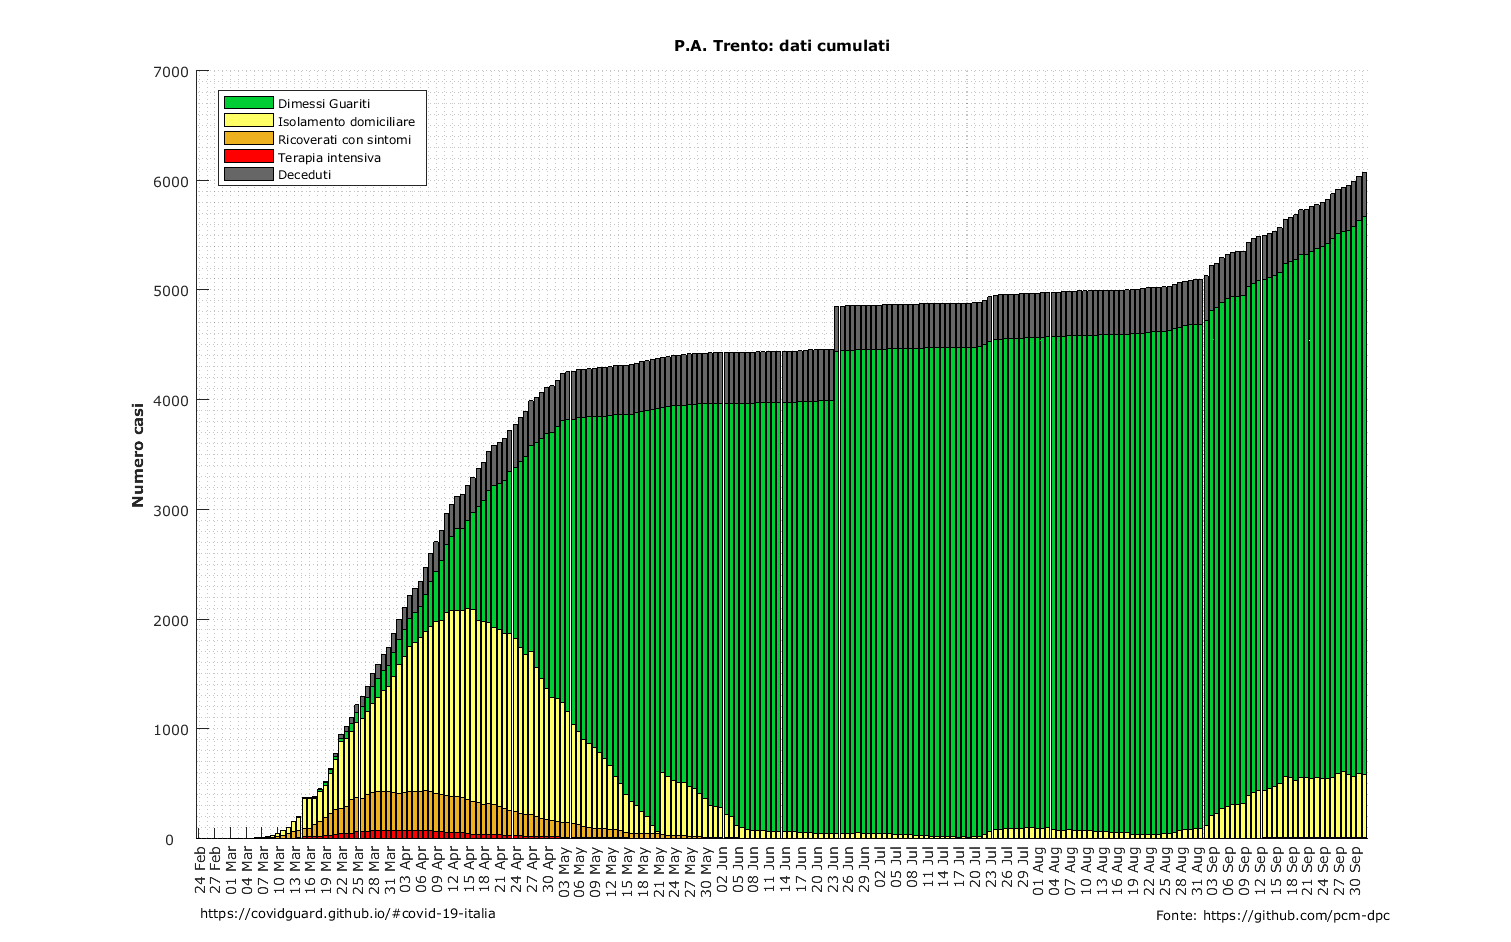 P.A. Trento: dati cumulati
7000
6000
5000
4000
3000
2000
1000
0
Numero casi
Dimessi Guariti
Isolamento domiciliare
Ricoverati con sintomi
Terapia intensiva
Deceduti
24 Feb
27 Feb
01 Mar
04 Mar
07 Mar
10 Mar
13 Mar
16 Mar
19 Mar
22 Mar
25 Mar
28 Mar
31 Mar
03 Apr
06 Apr
09 Apr
12 Apr
15 Apr
18 Apr
21 Apr
24 Apr
27 Apr
30 Apr
03 May
06 May
09 May
12 May
15 May
18 May
21 May
24 May
27 May
30 May
02 Jun
05 Jun
08 Jun
11 Jun
14 Jun
17 Jun
20 Jun
23 Jun
26 Jun
29 Jun
02 Jul
05 Jul
08 Jul
11 Jul
14 Jul
17 Jul
20 Jul
23 Jul
26 Jul
29 Jul
01 Aug
04 Aug
07 Aug
10 Aug
13 Aug
16 Aug
19 Aug
22 Aug
25 Aug
28 Aug
31 Aug
03 Sep
06 Sep
09 Sep
12 Sep
15 Sep
18 Sep
21 Sep
24 Sep
27 Sep
30 Sep
https://covidguard.github.io/#covid-19-italia
Fonte: https://github.com/pcm-dpc